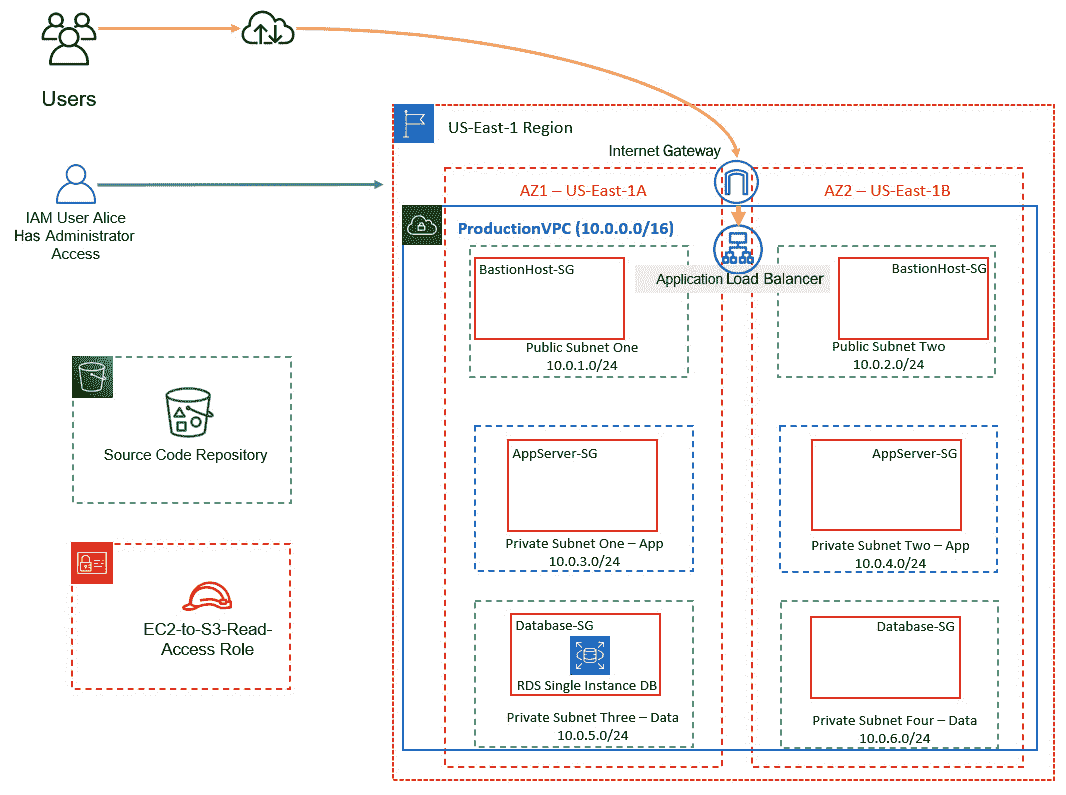 Users
US-East-1 Region
Internet Gateway
AZ1 – US-East-1A
AZ2 – US-East-1B
IAM User Alice
Has Administrator
Access
ProductionVPC (10.0.0.0/16)
BastionHost-SG
BastionHost-SG
Application Load Balancer
Public Subnet One
10.0.1.0/24
Public Subnet Two
10.0.2.0/24
Source Code Repository
AppServer-SG
AppServer-SG
Private Subnet One – App
10.0.3.0/24
Private Subnet Two – App
10.0.4.0/24
EC2-to-S3-Read-
Access Role
Database-SG
RDS Single Instance DB
Database-SG
Private Subnet Three – Data
10.0.5.0/24
Private Subnet Four – Data
10.0.6.0/24